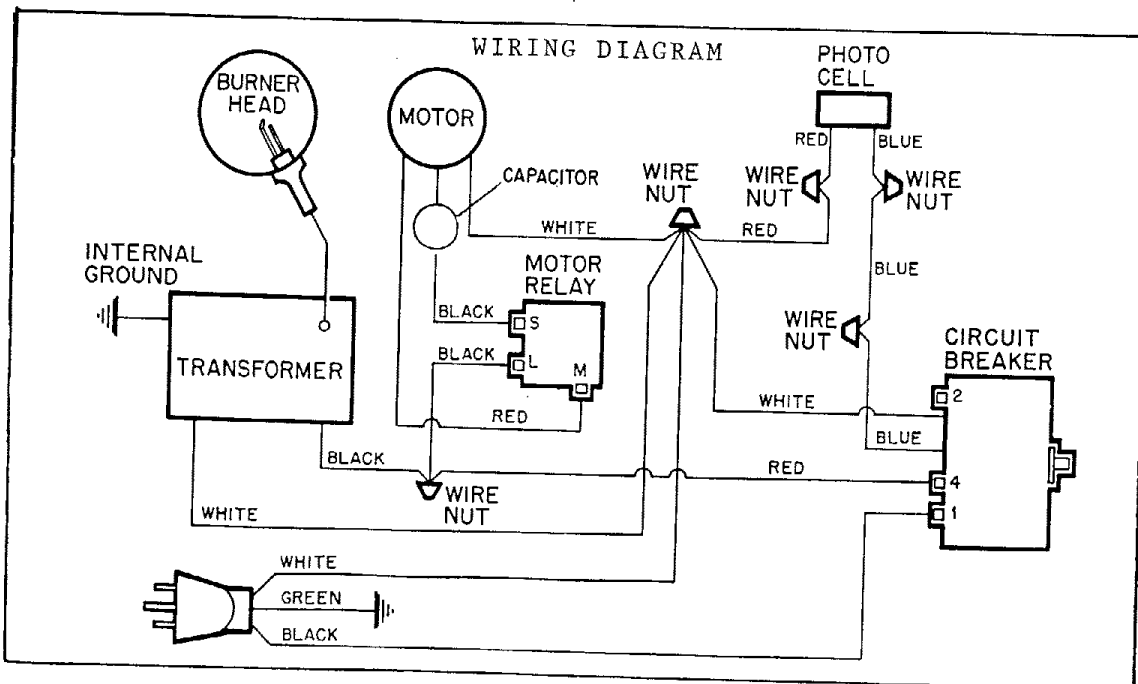 WIRING DIAGRAM
PHOTO
CELL
BURNER
HEAD
MOTOR
RED
BLUE
CAPACITOR
WIRE
NUT
WIRE
NUT
WIRE
NUT
WHITE
RED
INTERNAL
GROUND
MOTOR
RELAY
BLUE
BLACK
S
WIRE
NUT
CIRCUIT
BREAKER
TRANSFORMER
BLACK
L
M
2
WHITE
RED
BLUE
BLACK
RED
4
WIRE
NUT
WHITE
1
WHITE
GREEN
BLACK